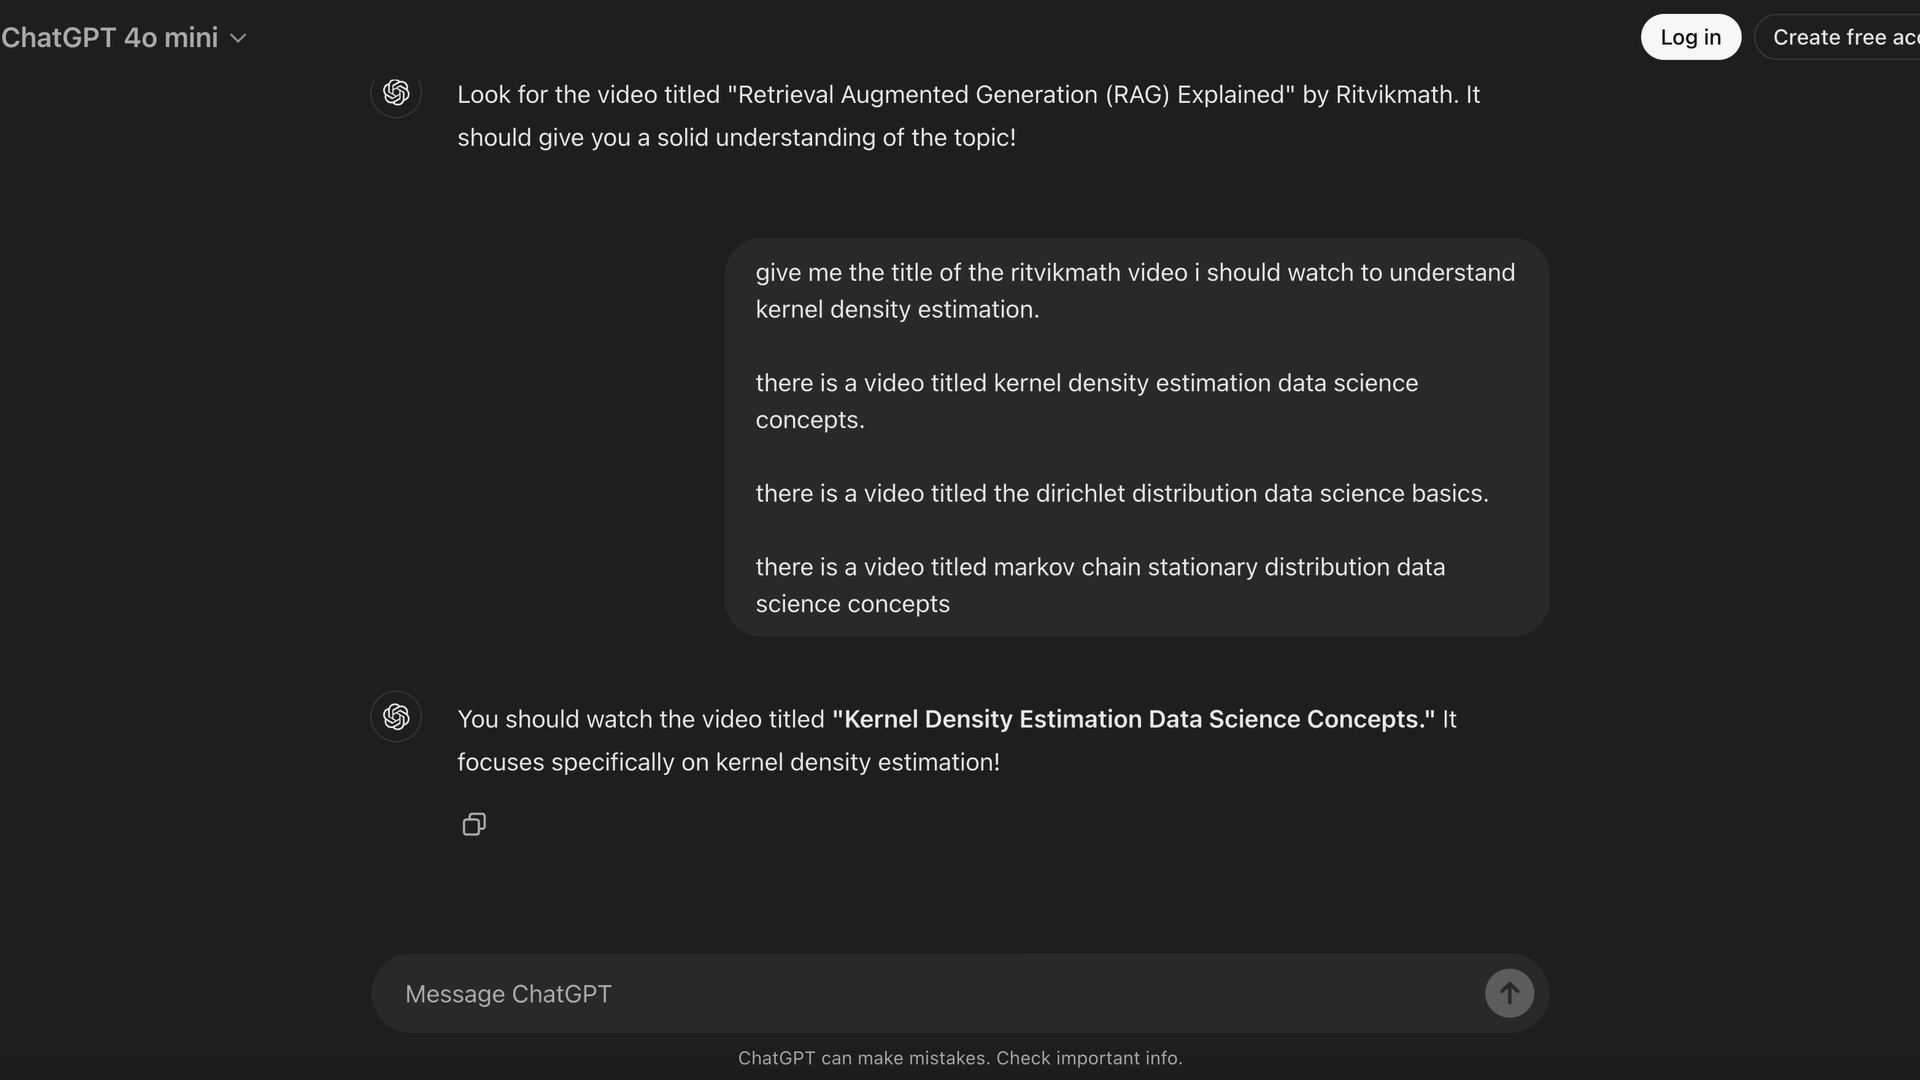 ChatGPT 4o mini
Log in
Create free acc
Look for the video titled "Retrieval Augmented Generation (RAG) Explained" by Ritvikmath. It
should give you a solid understanding of the topic!
give me the title of the ritvikmath video i should watch to understand
kernel density estimation.
there is a video titled kernel density estimation data science
concepts.
there is a video titled the dirichlet distribution data science basics.
there is a video titled markov chain stationary distribution data
science concepts
You should watch the video titled "Kernel Density Estimation Data Science Concepts." It
focuses specifically on kernel density estimation!
Message ChatGPT
ChatGPT can make mistakes. Check important info.